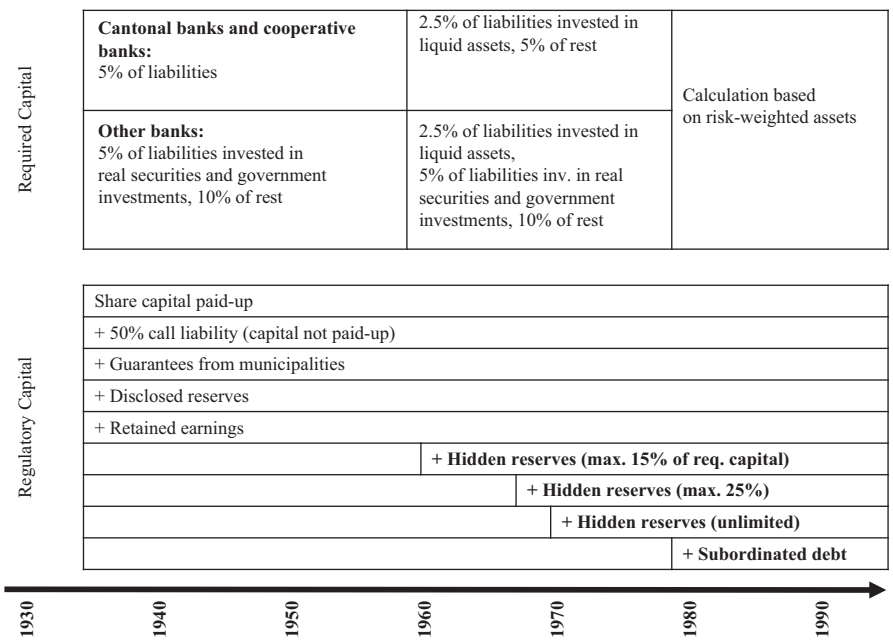 Required Capital
Cantonal banks and cooperative
banks:
5% of liabilities
2.5% of liabilities invested in
liquid assets, 5% of rest
Calculation based
on risk-weighted assets
Other banks:
5% of liabilities invested in
real securities and government
investments, 10% of rest
2.5% of liabilities invested in
liquid assets,
5% of liabilities inv. in real
securities and government
investments, 10% of rest
Regulatory Capital
Share capital paid-up
+ 50% call liability (capital not paid-up)
+ Guarantees from municipalities
+ Disclosed reserves
+ Retained earnings
+ Hidden reserves (max. 15% of req. capital)
+ Hidden reserves (max. 25%)
+ Hidden reserves (unlimited)
+ Subordinated debt
1930
1940
1950
1960
1970
1980
1990